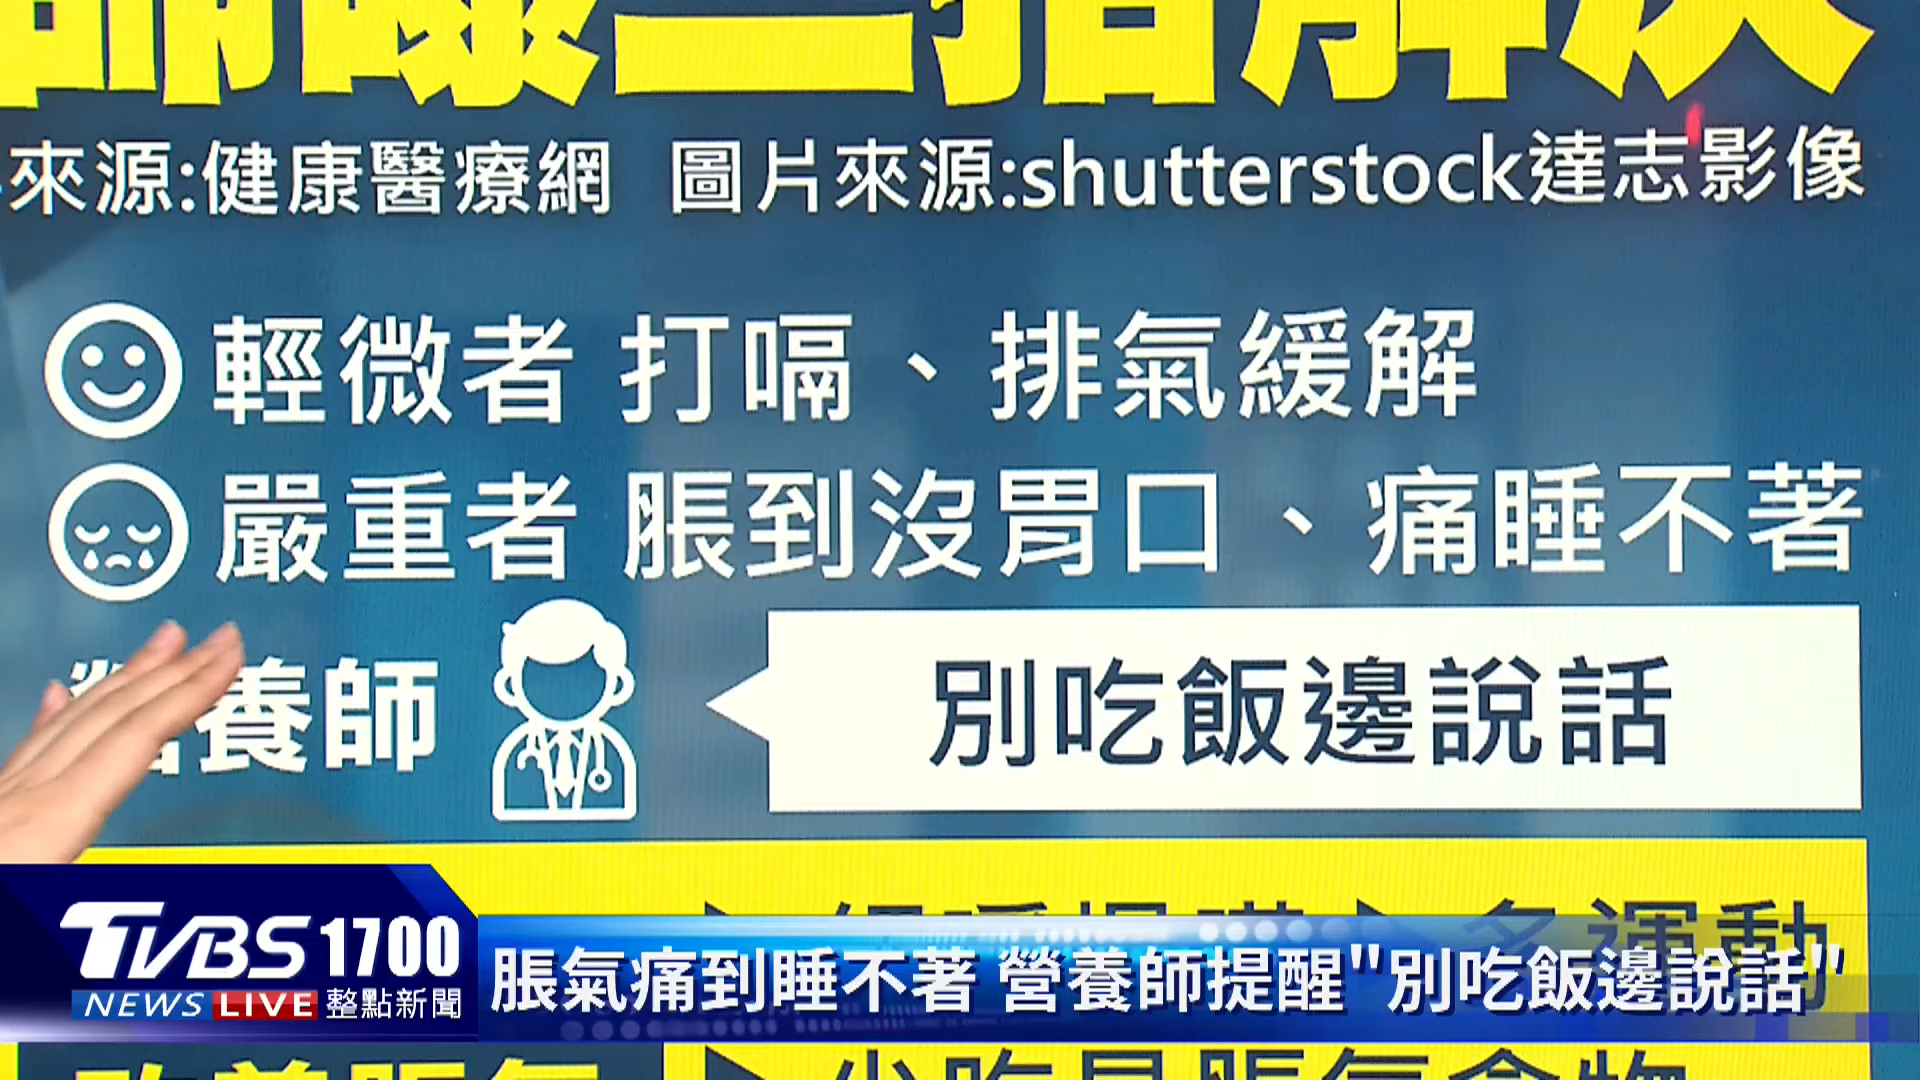 來源:健康醫療網 圖片來源:shutterstock達志影像
輕微者 打嗝、排氣緩解
嚴重者 脹到沒胃口、痛睡不著
營養師
別吃飯邊說話
多運動
TVBS 1700
NEWS LIVE 整點新聞
脹氣痛到睡不著 營養師提醒"別吃飯邊說話"